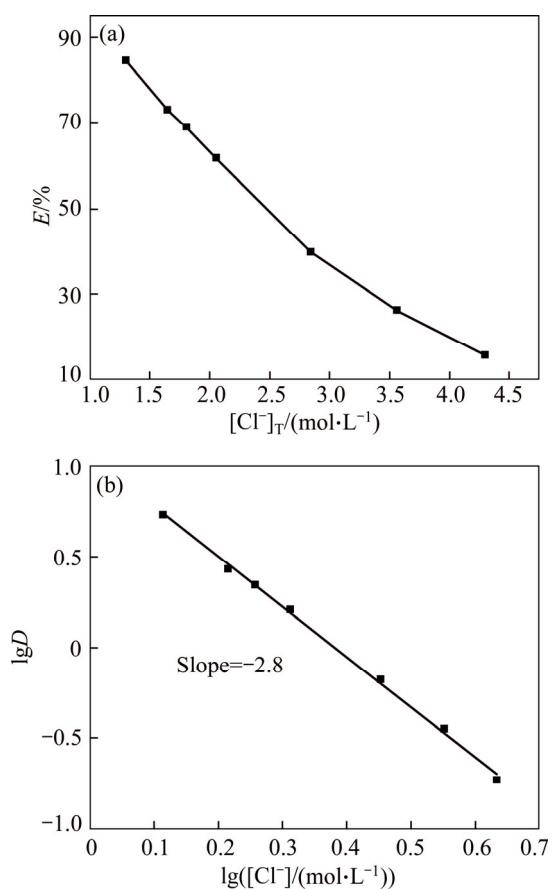 (a)
90
70
50
30
10
E/%
1.0 1.5 2.0 2.5 3.0 3.5 4.0 4.5
[Cl⁻]T/(mol·L⁻¹)
(b)
1.0
0.5
0
−0.5
−1.0
lgD
Slope=−2.8
0 0.1 0.2 0.3 0.4 0.5 0.6 0.7
lg([Cl⁻]/(mol·L⁻¹))